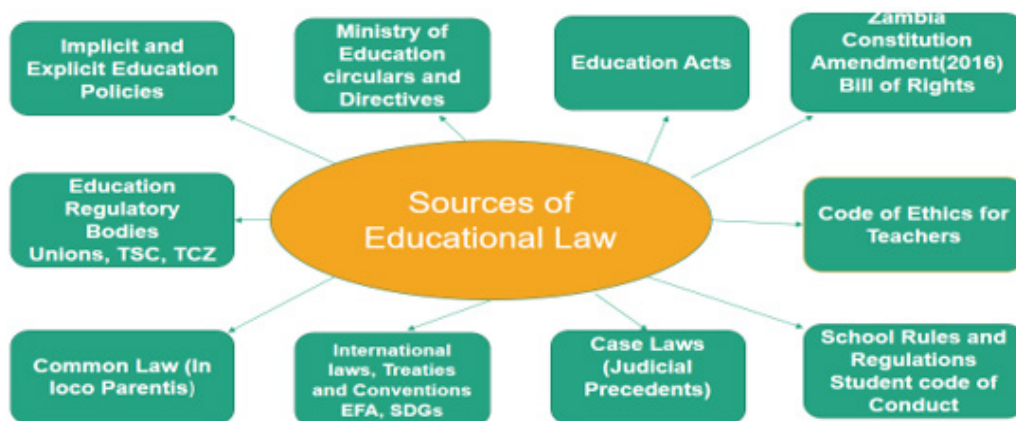 Implicit and
Explicit Education
Policies
Ministry of
Education
circulars and
Directives
Education Acts
Zambia
Constitution
Amendment(2016)
Bill of Rights
Education
Regulatory
Bodies
Unions, TSC, TCZ
Sources of
Educational Law
Code of Ethics for
Teachers
Common Law (In
loco Parentis)
International
laws, Treaties
and Conventions
EFA, SDGs
Case Laws
(Judicial
Precedents)
School Rules and
Regulations
Student code of
Conduct